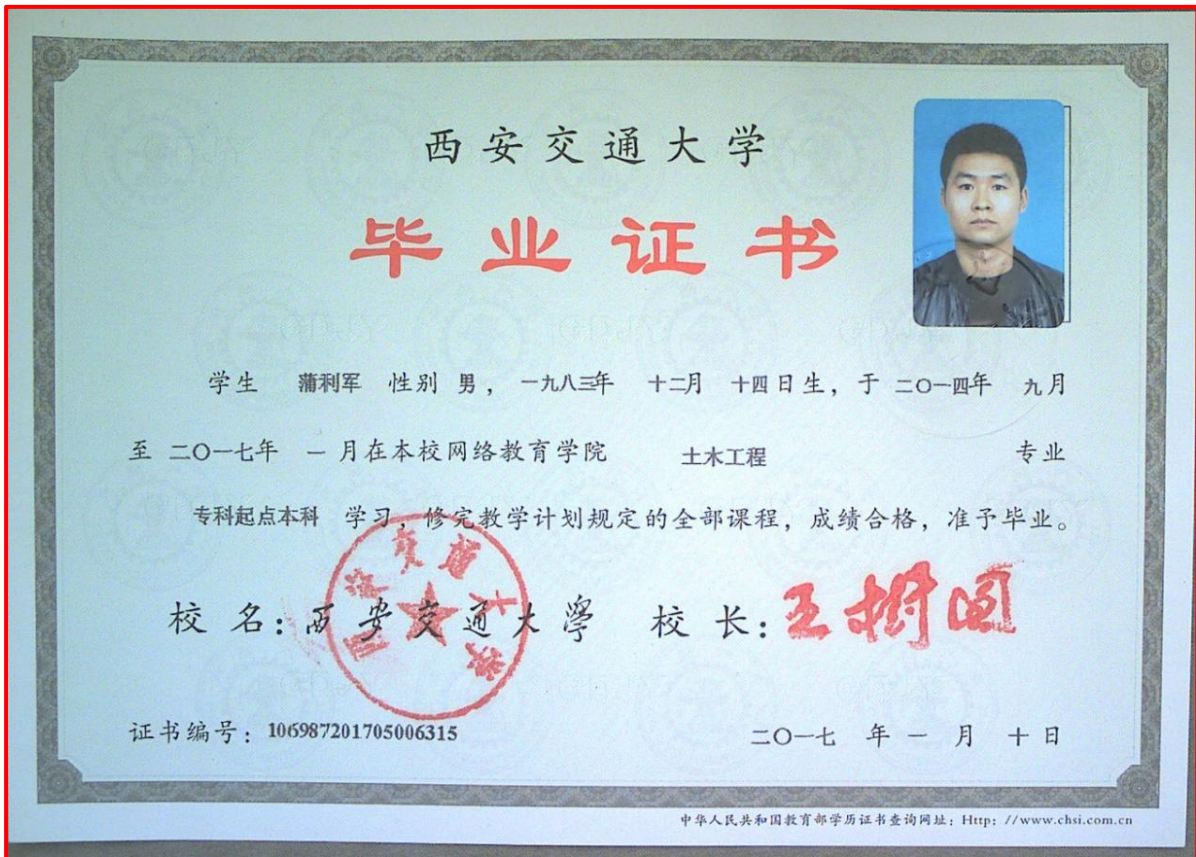 西安交通大学
毕业证书
学生 蒲利军 性别 男，一九八三年 十二月 十四日生，于 二〇一四年 九月
至 二〇一七年 一月在本校网络教育学院 土木工程 专业
专科起点本科 学习，修完教学计划规定的全部课程，成绩合格，准予毕业。
校 名：西安交通大學 校 长：王树国
证书编号：106987201705006315 二〇一七 年 一 月 十 日
中华人民共和国教育部学历证书查询网址：Http：//www.chsi.com.cn